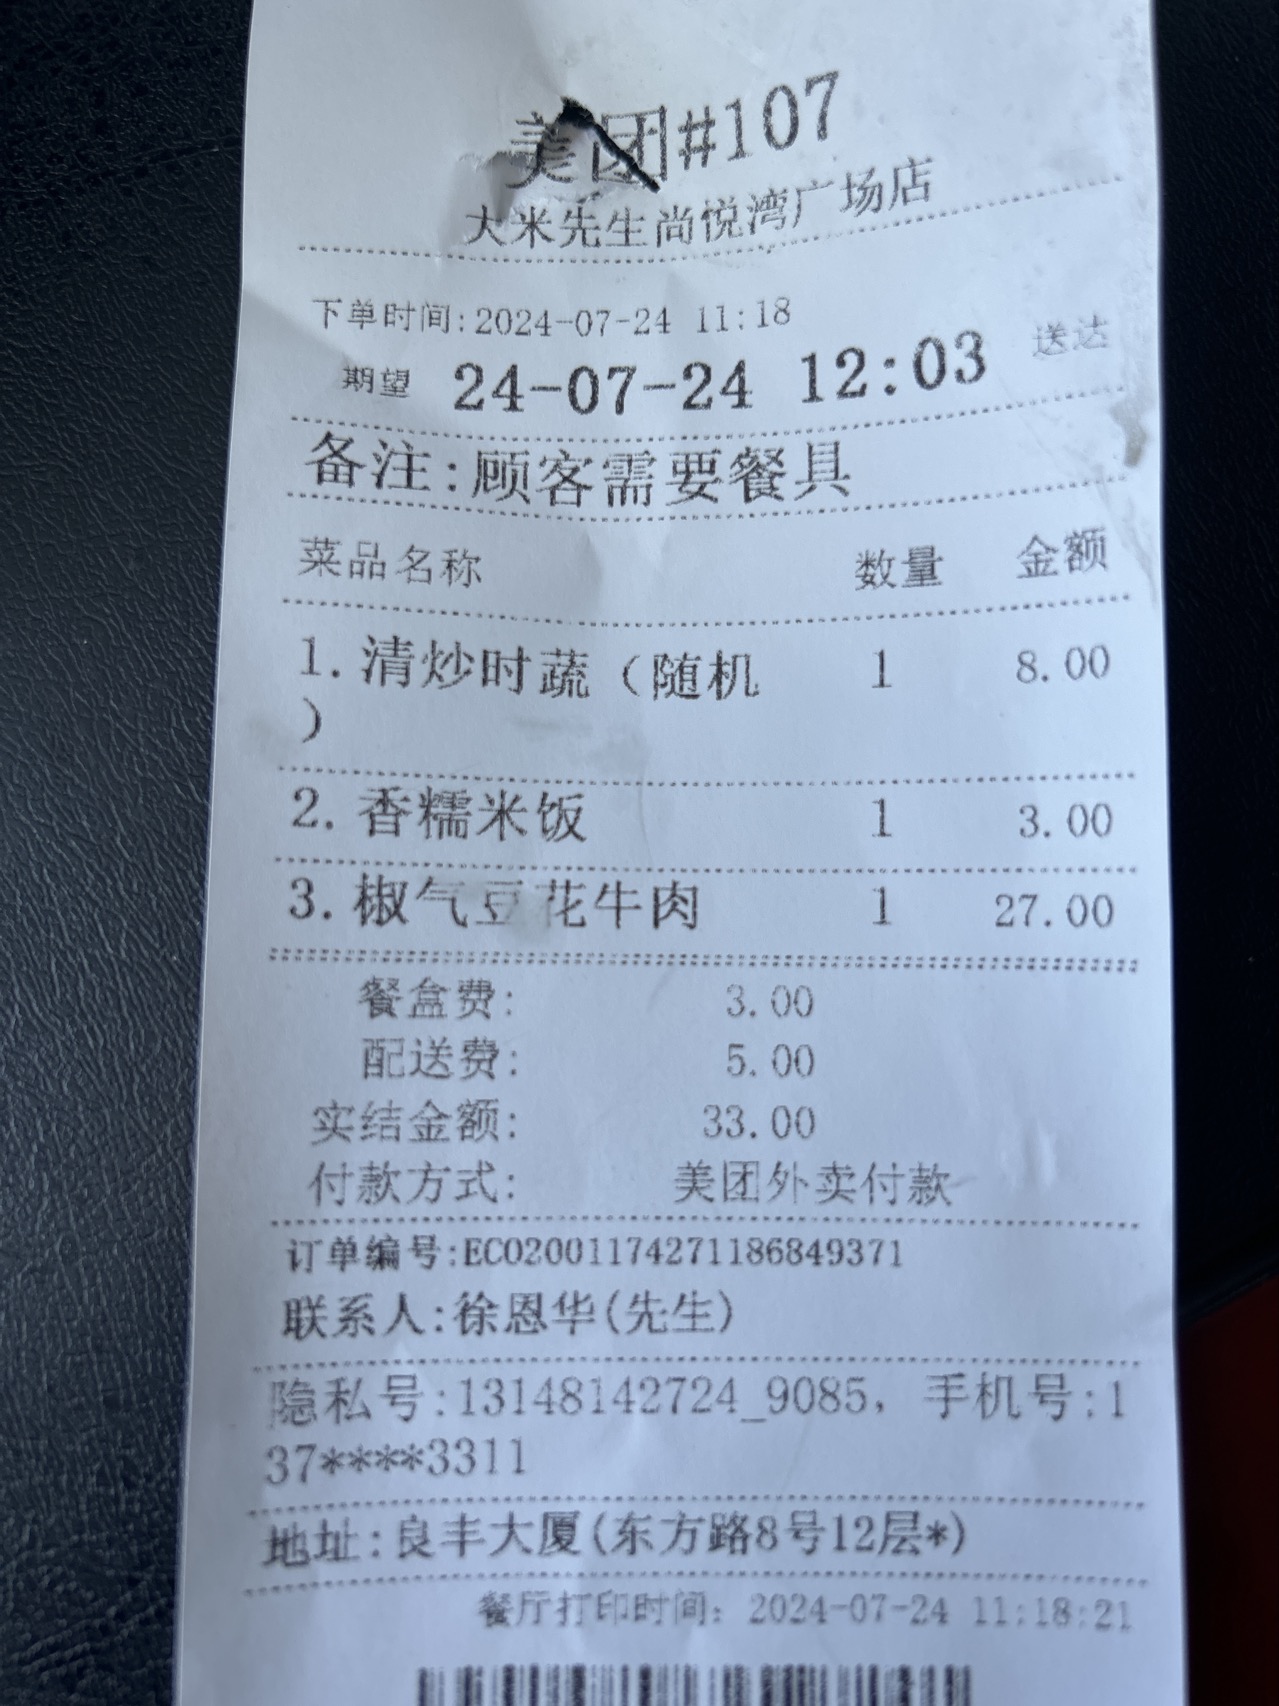 美团#107
大米先生尚悦湾广场店
下单时间:2024-07-24 11:18
期望 24-07-24 12:03 送达
备注:顾客需要餐具
菜品名称 数量 金额
1.清炒时蔬（随机 1 8.00
）
2.香糯米饭 1 3.00
3.椒气豆花牛肉 1 27.00
餐盒费: 3.00
配送费: 5.00
实结金额: 33.00
付款方式: 美团外卖付款
订单编号:ECO20011742711868493​71
联系人:徐恩华(先生)
隐私号:13148142724_9085，手机号:1
37****3311
地址:良丰大厦(东方路8号12层*)
餐厅打印时间: 2024-07-24 11:18:21